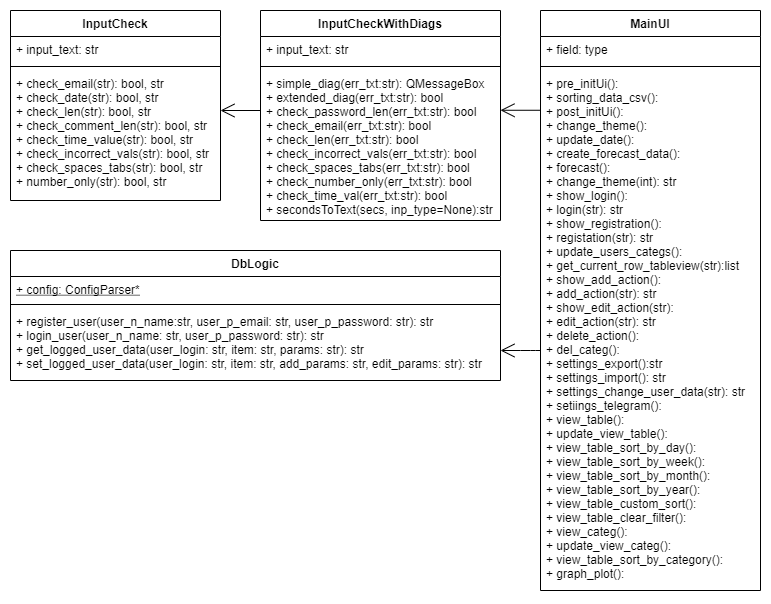 InputCheck
+ input_text: str
+ check_email(str): bool, str
+ check_date(str): bool, str
+ check_len(str): bool, str
+ check_comment_len(str): bool, str
+ check_time_value(str): bool, str
+ check_incorrect_vals(str): bool, str
+ check_spaces_tabs(str): bool, str
+ number_only(str): bool, str
InputCheckWithDiags
+ input_text: str
+ simple_diag(err_txt:str): QMessageBox
+ extended_diag(err_txt:str): bool
+ check_password_len(err_txt:str): bool
+ check_email(err_txt:str): bool
+ check_len(err_txt:str): bool
+ check_incorrect_vals(err_txt:str): bool
+ check_spaces_tabs(err_txt:str): bool
+ check_number_only(err_txt:str): bool
+ check_time_val(err_txt:str): bool
+ secondsToText(secs, inp_type=None):str
DbLogic
+ config: ConfigParser*
+ register_user(user_n_name:str, user_p_email: str, user_p_password: str): str
+ login_user(user_n_name: str, user_p_password: str): str
+ get_logged_user_data(user_login: str, item: str, params: str): str
+ set_logged_user_data(user_login: str, item: str, add_params: str, edit_params: str): str
MainUI
+ field: type
+ pre_initUi():
+ sorting_data_csv():
+ post_initUi():
+ change_theme():
+ update_date():
+ create_forecast_data():
+ forecast():
+ change_theme(int): str
+ show_login():
+ login(str): str
+ show_registration():
+ registation(str): str
+ update_users_categs():
+ get_current_row_tableview(str):list
+ show_add_action():
+ add_action(str): str
+ show_edit_action(str):
+ edit_action(str): str
+ delete_action():
+ del_categ():
+ settings_export():str
+ settings_import(): str
+ settings_change_user_data(str): str
+ setiings_telegram():
+ view_table():
+ update_view_table():
+ view_table_sort_by_day():
+ view_table_sort_by_week():
+ view_table_sort_by_month():
+ view_table_sort_by_year():
+ view_table_custom_sort():
+ view_table_clear_filter():
+ view_categ():
+ update_view_categ():
+ view_table_sort_by_category():
+ graph_plot():